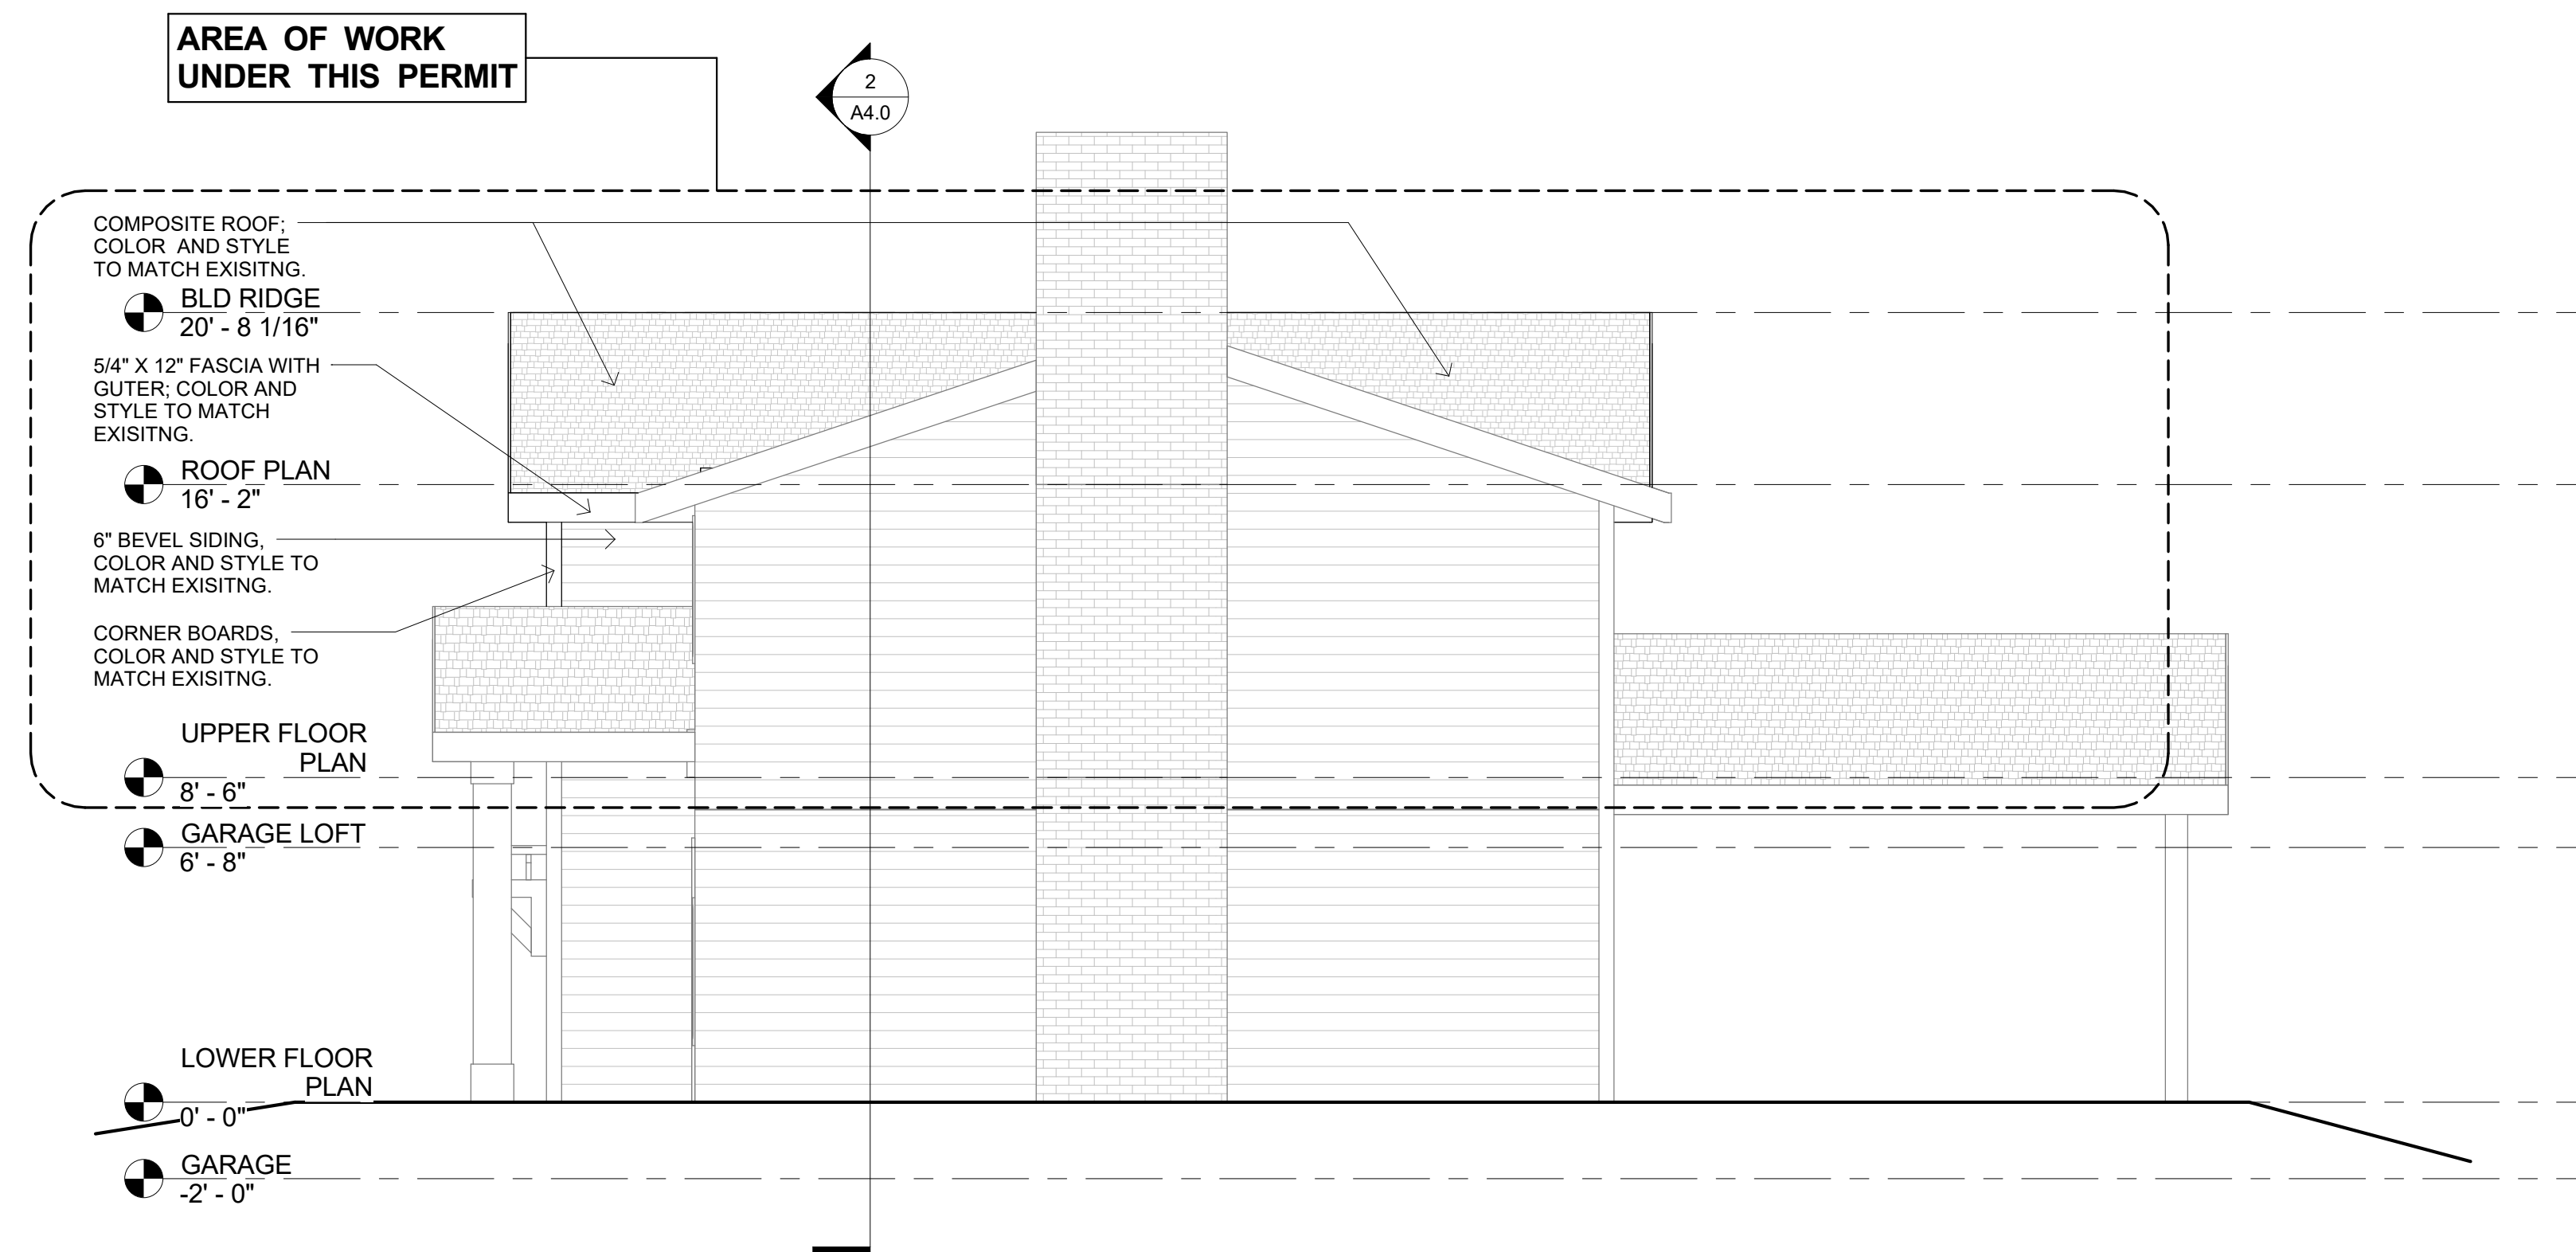 AREA OF WORK
UNDER THIS PERMIT
2
A4.0
COMPOSITE ROOF;
COLOR AND STYLE
TO MATCH EXISITNG.
BLD RIDGE
20' - 8 1/16"
5/4" X 12" FASCIA WITH
GUTER; COLOR AND
STYLE TO MATCH
EXISITNG.
ROOF PLAN
16' - 2"
6" BEVEL SIDING,
COLOR AND STYLE TO
MATCH EXISITNG.
CORNER BOARDS,
COLOR AND STYLE TO
MATCH EXISITNG.
UPPER FLOOR
PLAN
8' - 6"
GARAGE LOFT
6' - 8"
LOWER FLOOR
PLAN
0' - 0"
GARAGE
-2' - 0"